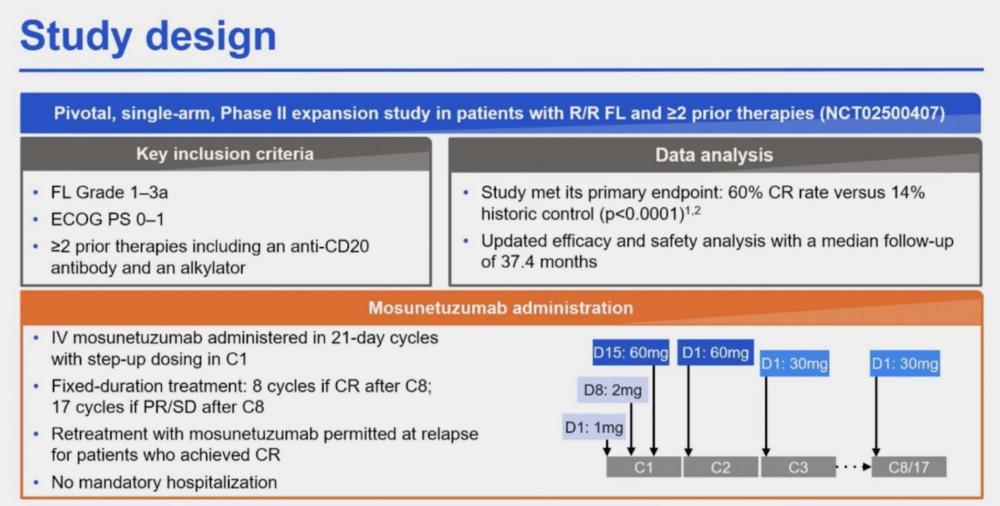 Study design
Pivotal, single-arm, Phase II expansion study in patients with R/R FL and ≥2 prior therapies (NCT02500407)
Key inclusion criteria
• FL Grade 1–3a
• ECOG PS 0–1
• ≥2 prior therapies including an anti-CD20
antibody and an alkylator
Data analysis
• Study met its primary endpoint: 60% CR rate versus 14%
historic control (p<0.0001)¹,²
• Updated efficacy and safety analysis with a median follow-up
of 37.4 months
Mosunetuzumab administration
• IV mosunetuzumab administered in 21-day cycles
with step-up dosing in C1
• Fixed-duration treatment: 8 cycles if CR after C8;
17 cycles if PR/SD after C8
• Retreatment with mosunetuzumab permitted at relapse
for patients who achieved CR
• No mandatory hospitalization
D15: 60mg
D1: 60mg
D1: 30mg
D1: 30mg
D8: 2mg
D1: 1mg
C1
C2
C3
C8/17